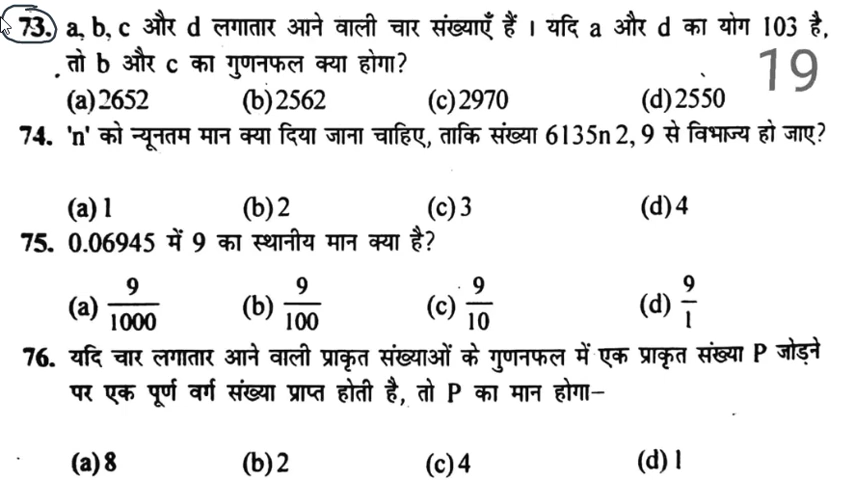 73. a, b, c और d लगातार आने वाली चार संख्याएँ हैं । यदि a और d का योग 103 है,
तो b और c का गुणनफल क्या होगा?
19
(a) 2652 (b) 2562 (c) 2970 (d) 2550
74. 'n' को न्यूनतम मान क्या दिया जाना चाहिए, ताकि संख्या 6135n 2, 9 से विभाज्य हो जाए?
(a) 1 (b) 2 (c) 3 (d) 4
75. 0.06945 में 9 का स्थानीय मान क्या है?
(a) 9/1000 (b) 9/100 (c) 9/10 (d) 9/1
76. यदि चार लगातार आने वाली प्राकृत संख्याओं के गुणनफल में एक प्राकृत संख्या P जोड़ने
पर एक पूर्ण वर्ग संख्या प्राप्त होती है, तो P का मान होगा–
(a) 8 (b) 2 (c) 4 (d) 1